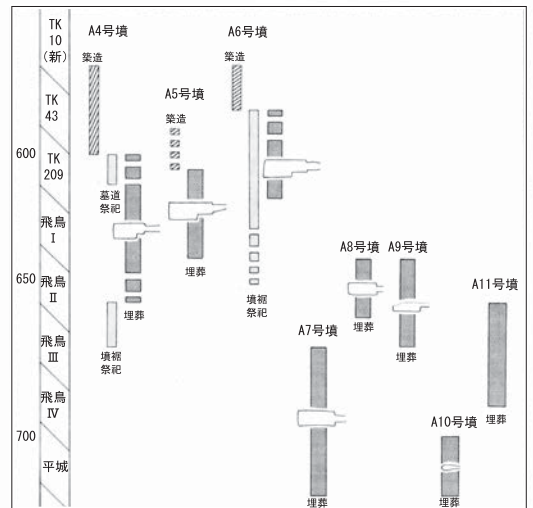 TK
10
(新)
TK
43
600
TK
209
飛鳥
Ⅰ
650
飛鳥
Ⅱ
飛鳥
Ⅲ
飛鳥
Ⅳ
700
平城
A4号墳
築造
墓道
祭祀
埋葬
墳裾
祭祀
A5号墳
築造
埋葬
A6号墳
築造
墳裾
祭祀
A7号墳
埋葬
A8号墳
埋葬
A9号墳
埋葬
A10号墳
埋葬
A11号墳
埋葬